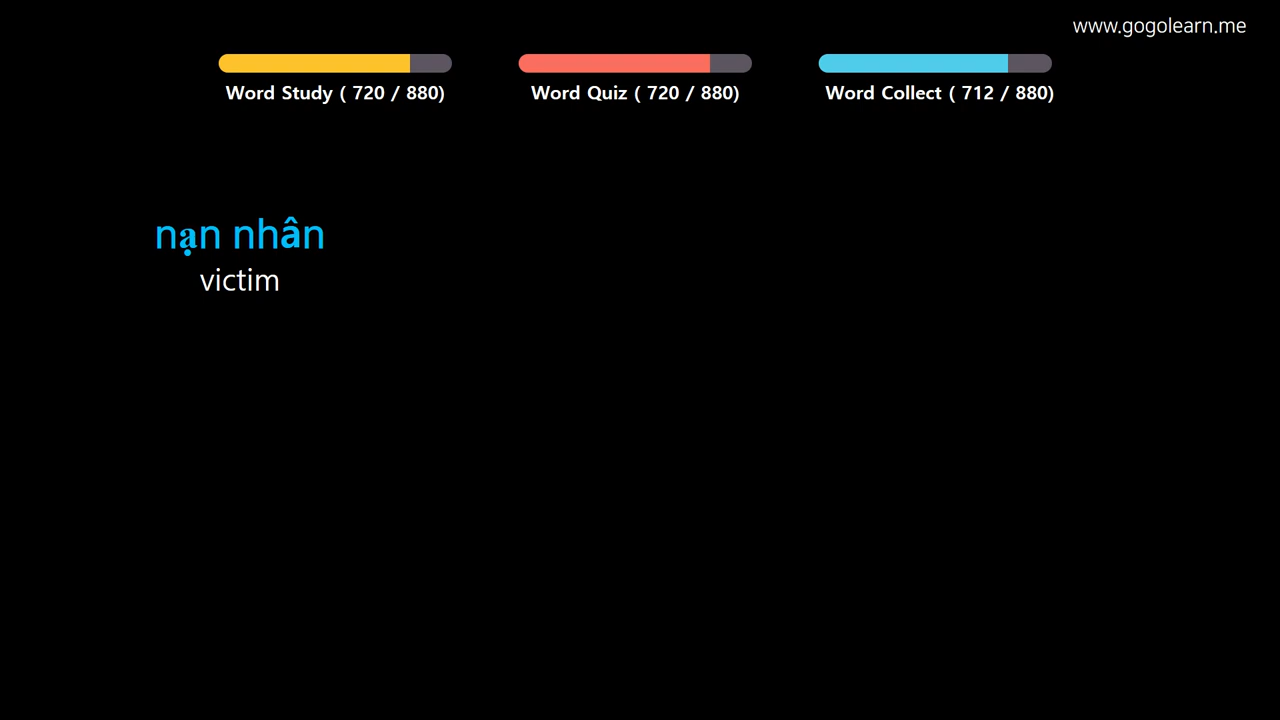 www.gogolearn.me
Word Study ( 720 / 880)
Word Quiz ( 720 / 880)
Word Collect ( 712 / 880)
nạn nhân
victim